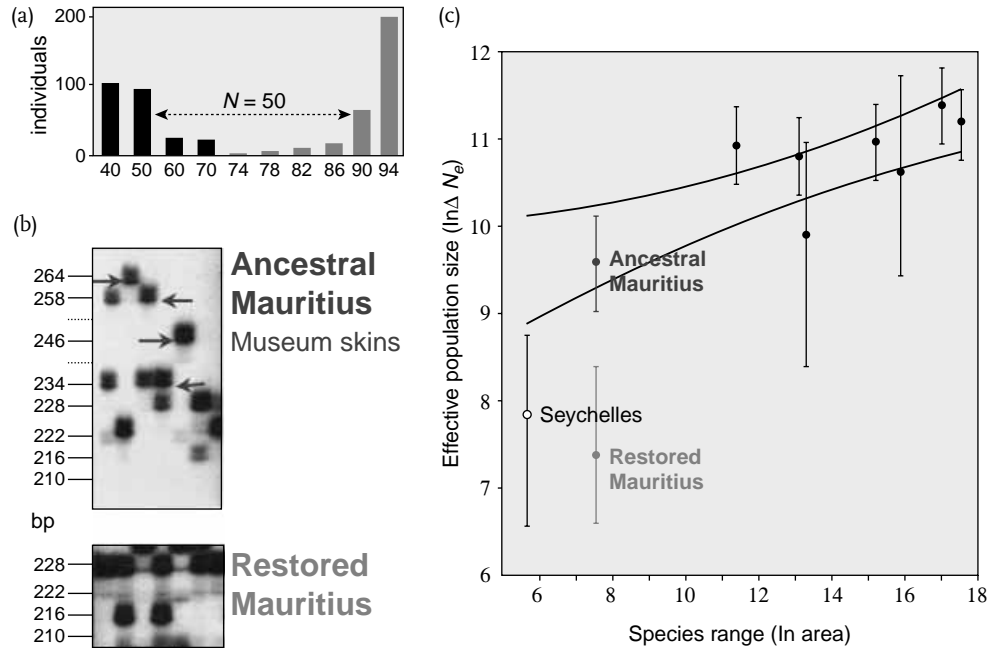 (a)
individuals
200
100
0
N = 50
40 50 60 70 74 78 82 86 90 94
(b)
264
258
246
234
228
222
216
210
bp
Ancestral
Mauritius
Museum skins
228
222
216
210
Restored
Mauritius
(c)
Effective population size (ln∆ Ne)
12
11
10
9
8
7
6
Ancestral
Mauritius
Seychelles
Restored
Mauritius
6 8 10 12 14 16 18
Species range (ln area)